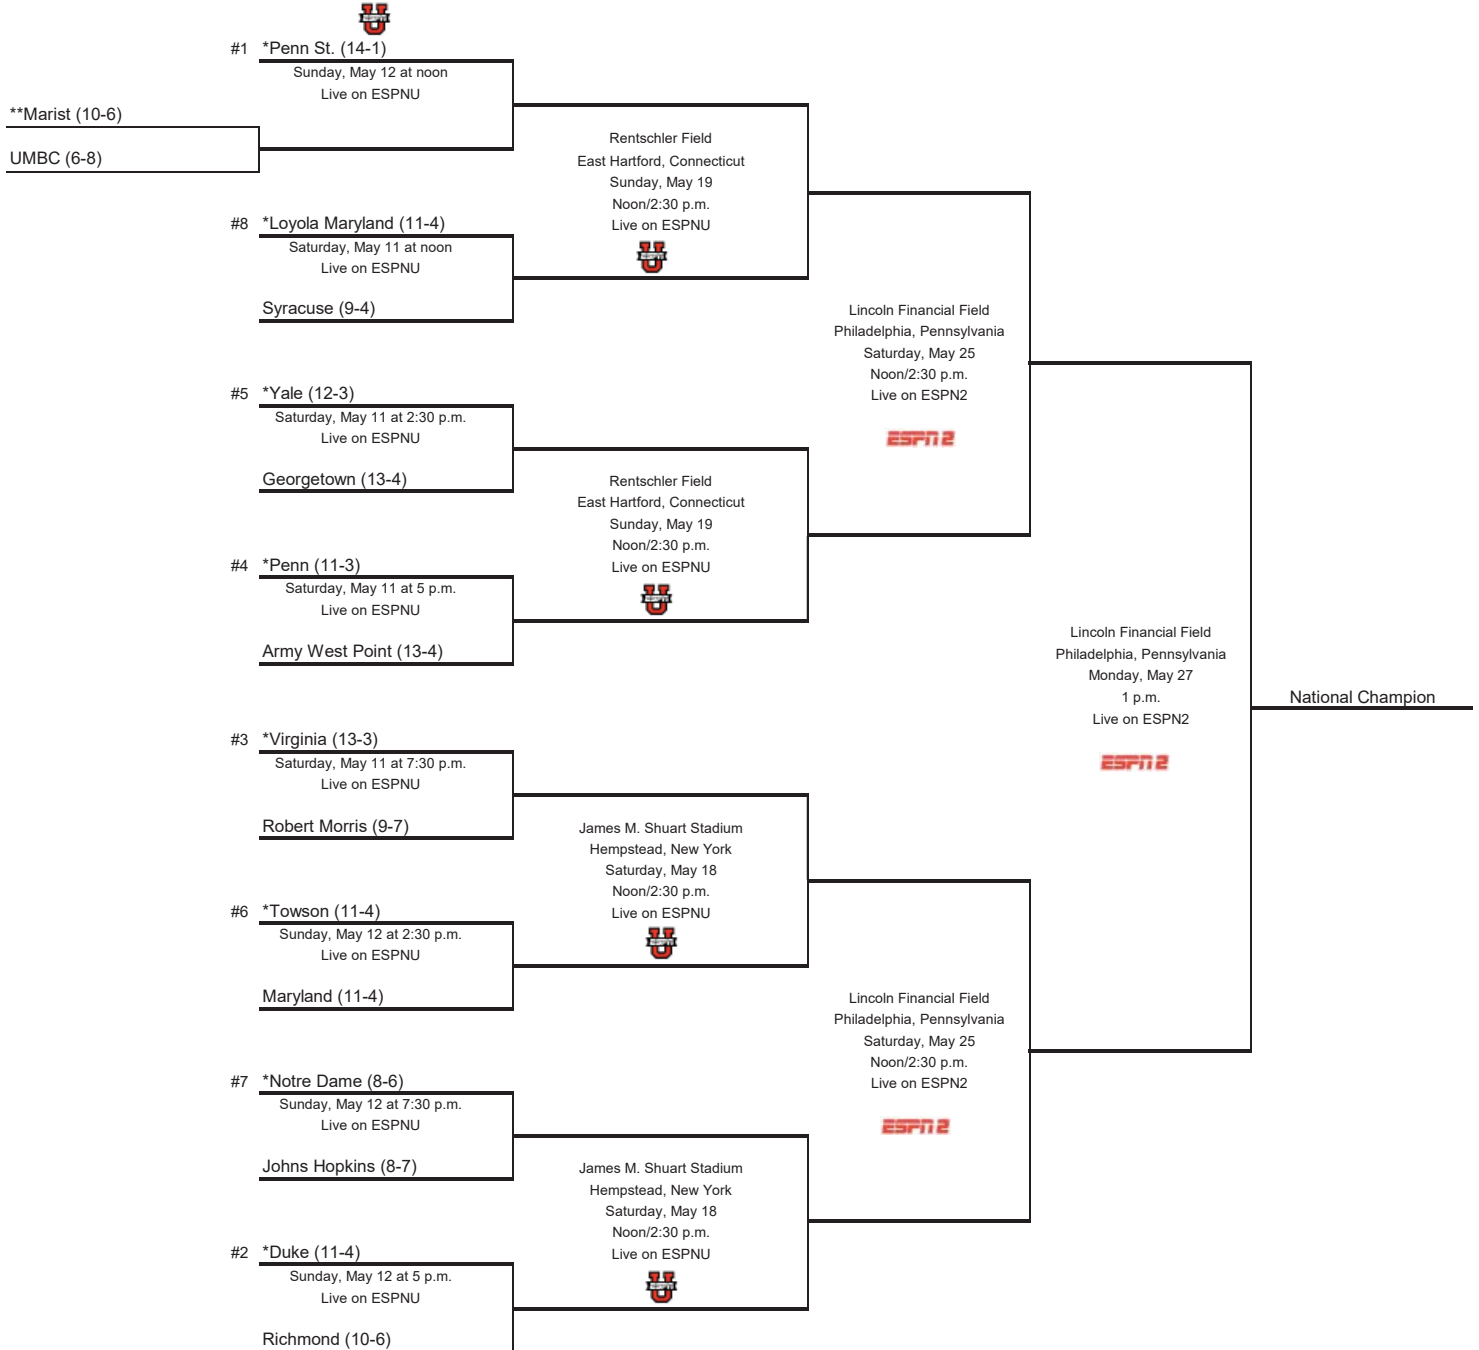 #1 *Penn St. (14-1)
Sunday, May 12 at noon
Live on ESPNU
**Marist (10-6)
UMBC (6-8)
#8 *Loyola Maryland (11-4)
Saturday, May 11 at noon
Live on ESPNU
Syracuse (9-4)
#5 *Yale (12-3)
Saturday, May 11 at 2:30 p.m.
Live on ESPNU
Georgetown (13-4)
#4 *Penn (11-3)
Saturday, May 11 at 5 p.m.
Live on ESPNU
Army West Point (13-4)
#3 *Virginia (13-3)
Saturday, May 11 at 7:30 p.m.
Live on ESPNU
Robert Morris (9-7)
#6 *Towson (11-4)
Sunday, May 12 at 2:30 p.m.
Live on ESPNU
Maryland (11-4)
#7 *Notre Dame (8-6)
Sunday, May 12 at 7:30 p.m.
Live on ESPNU
Johns Hopkins (8-7)
#2 *Duke (11-4)
Sunday, May 12 at 5 p.m.
Live on ESPNU
Richmond (10-6)
Rentschler Field
East Hartford, Connecticut
Sunday, May 19
Noon/2:30 p.m.
Live on ESPNU
Rentschler Field
East Hartford, Connecticut
Sunday, May 19
Noon/2:30 p.m.
Live on ESPNU
James M. Shuart Stadium
Hempstead, New York
Saturday, May 18
Noon/2:30 p.m.
Live on ESPNU
James M. Shuart Stadium
Hempstead, New York
Saturday, May 18
Noon/2:30 p.m.
Live on ESPNU
Lincoln Financial Field
Philadelphia, Pennsylvania
Saturday, May 25
Noon/2:30 p.m.
Live on ESPN2
ESPN2
Lincoln Financial Field
Philadelphia, Pennsylvania
Saturday, May 25
Noon/2:30 p.m.
Live on ESPN2
ESPN2
Lincoln Financial Field
Philadelphia, Pennsylvania
Monday, May 27
1 p.m.
Live on ESPN2
ESPN2
National Champion